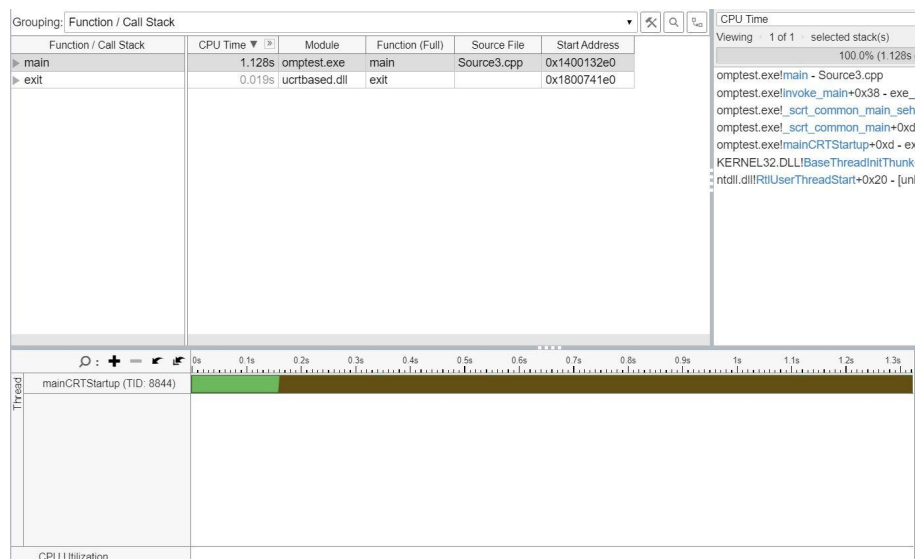 Grouping: Function / Call Stack
CPU Time
Viewing 1 of 1 selected stack(s)
100.0% (1.128s
Function / Call Stack CPU Time Module Function (Full) Source File Start Address
main 1.128s omptest.exe main Source3.cpp 0x1400132e0
exit 0.019s ucrtbased.dll exit 0x1800741e0
omptest.exe!main - Source3.cpp
omptest.exe!invoke_main+0x38 - exe_
omptest.exe!_scrt_common_main_seh
omptest.exe!_scrt_common_main+0xd
omptest.exe!mainCRTStartup+0xd - ex
KERNEL32.DLL!BaseThreadInitThunk
ntdll.dll!RtlUserThreadStart+0x20 - [unl
0s 0.1s 0.2s 0.3s 0.4s 0.5s 0.6s 0.7s 0.8s 0.9s 1s 1.1s 1.2s 1.3s
Thread
mainCRTStartup (TID: 8844)
CPU Utilization